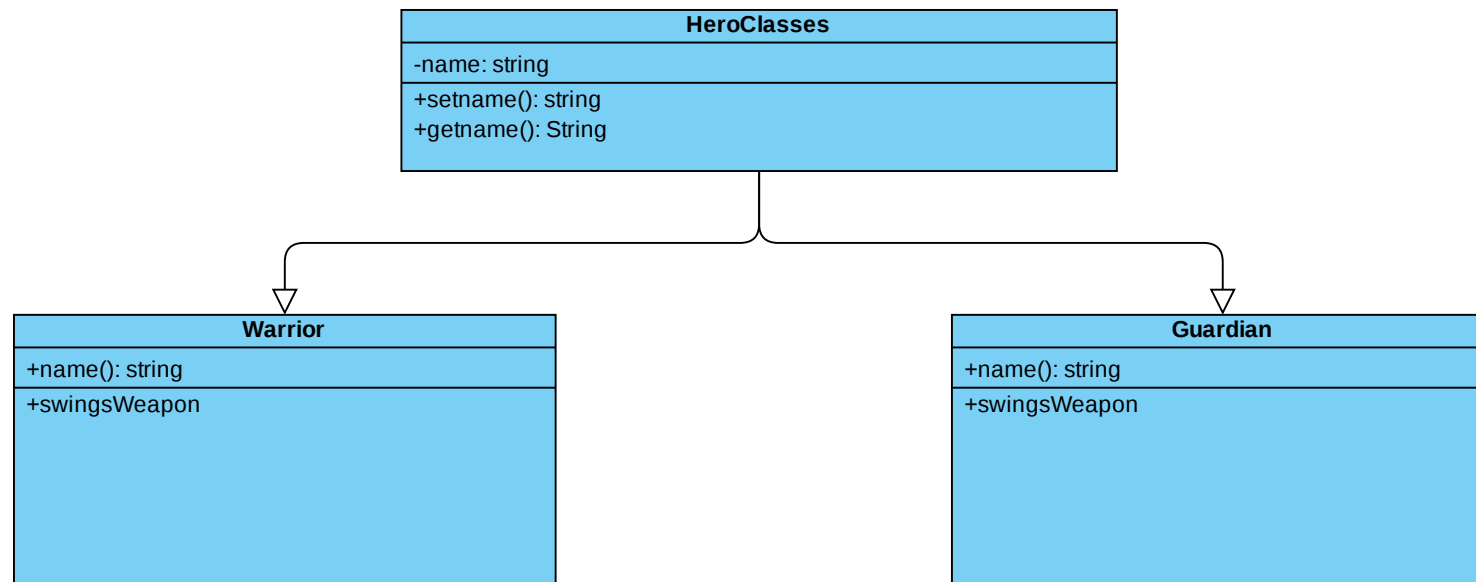 HeroClasses
-name: string
+setname(): string
+getname(): String
Warrior
+name(): string
+swingsWeapon
Guardian
+name(): string
+swingsWeapon